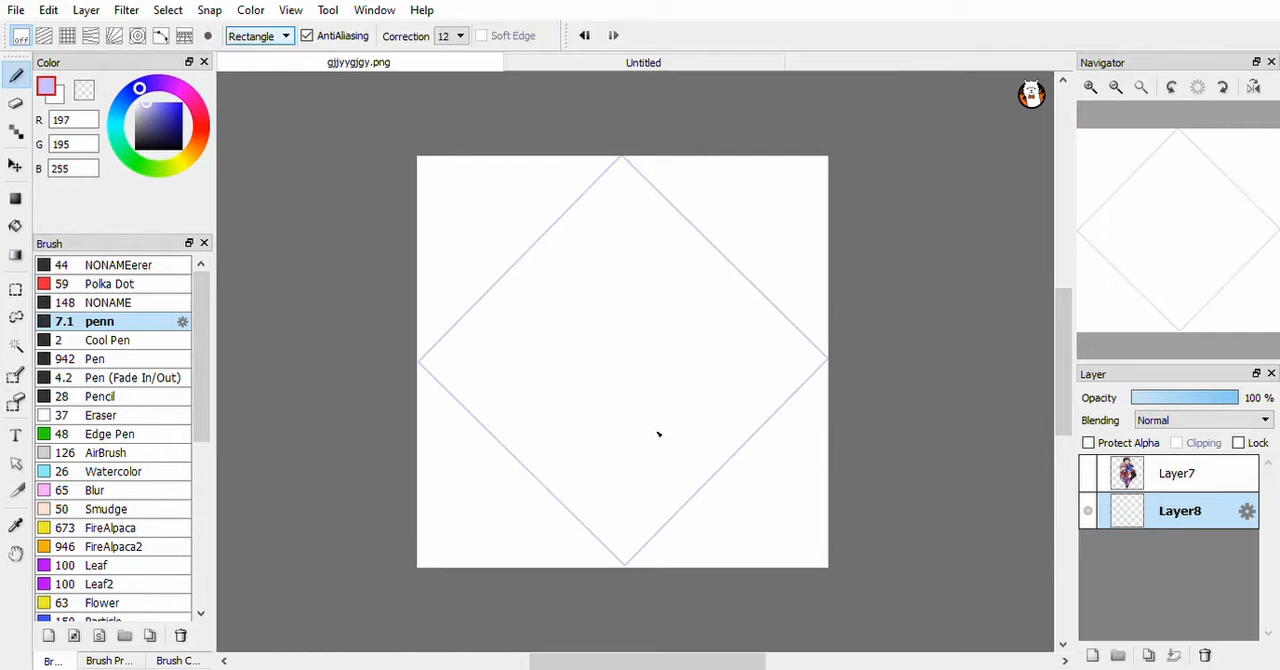 File Edit Layer Filter Select Snap Color View Tool Window Help
off Rectangle AntiAliasing Correction 12 Soft Edge
Color gjjyygjjgy.png Untitled Navigator
R 197
G 195
B 255
Brush
44 NONAMEerer
59 Polka Dot
148 NONAME
7.1 penn
2 Cool Pen
942 Pen
4.2 Pen (Fade In/Out)
28 Pencil
37 Eraser
48 Edge Pen
126 AirBrush
26 Watercolor
65 Blur
50 Smudge
673 FireAlpaca
946 FireAlpaca2
100 Leaf
100 Leaf2
63 Flower
150 Particle
Br... Brush Pr... Brush C...
Layer
Opacity 100 %
Blending Normal
Protect Alpha Clipping Lock
Layer7
Layer8
T
S